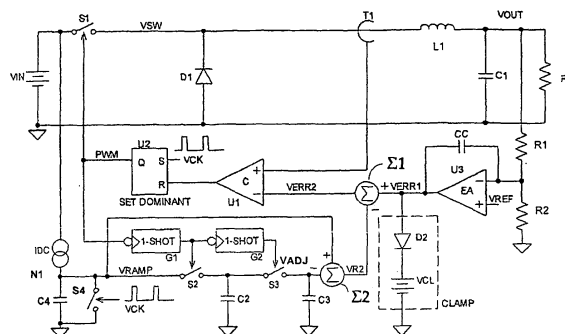 S1
VSW
T1
VOUT
L1
VIN
D1
C1
R
U2
VCK
PWM
Q
S
R
SET DOMINANT
C
+
-
U1
VERR2
Σ1
Σ
+
-
VERR1
CC
U3
EA
-
+
VREF
R1
R2
D2
VCL
CLAMP
IDC
N1
1-SHOT
G1
1-SHOT
G2
VRAMP
VADJ
+
-
Σ
VR2
Σ2
S2
S3
C4
S4
VCK
C2
C3